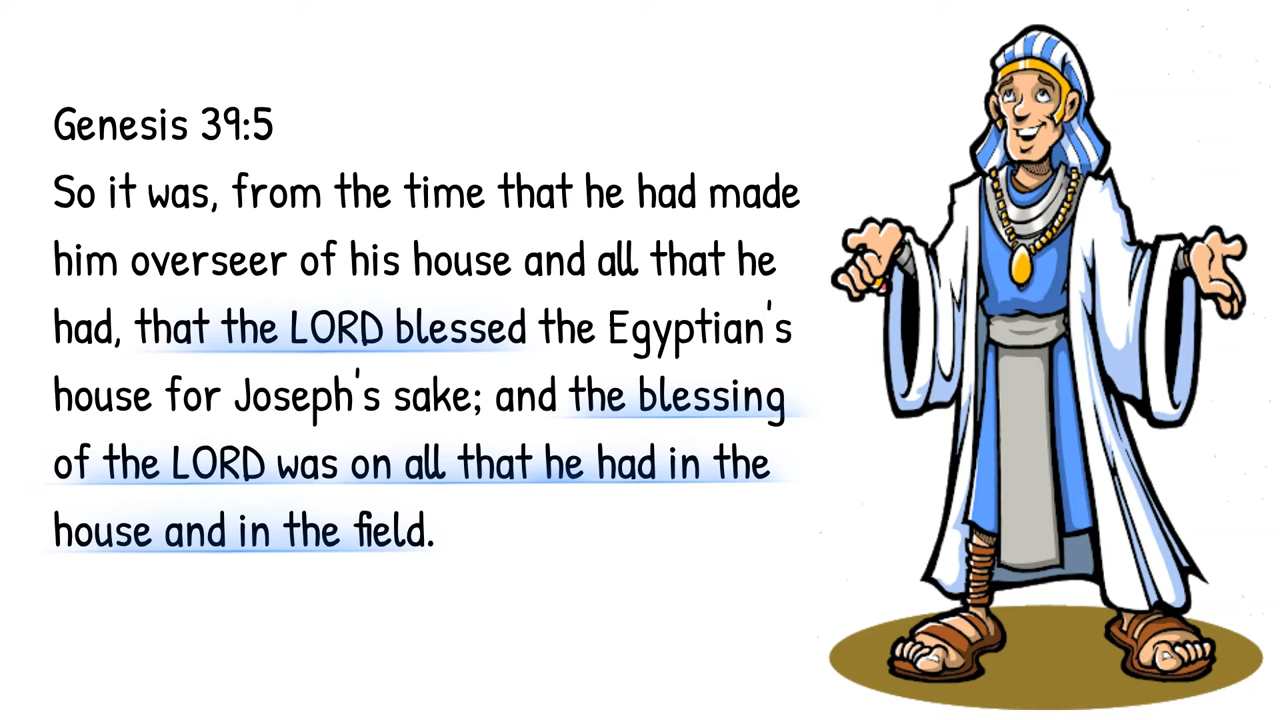 Genesis 39:5
So it was, from the time that he had made
him overseer of his house and all that he
had, that the LORD blessed the Egyptian's
house for Joseph's sake; and the blessing
of the LORD was on all that he had in the
house and in the field.